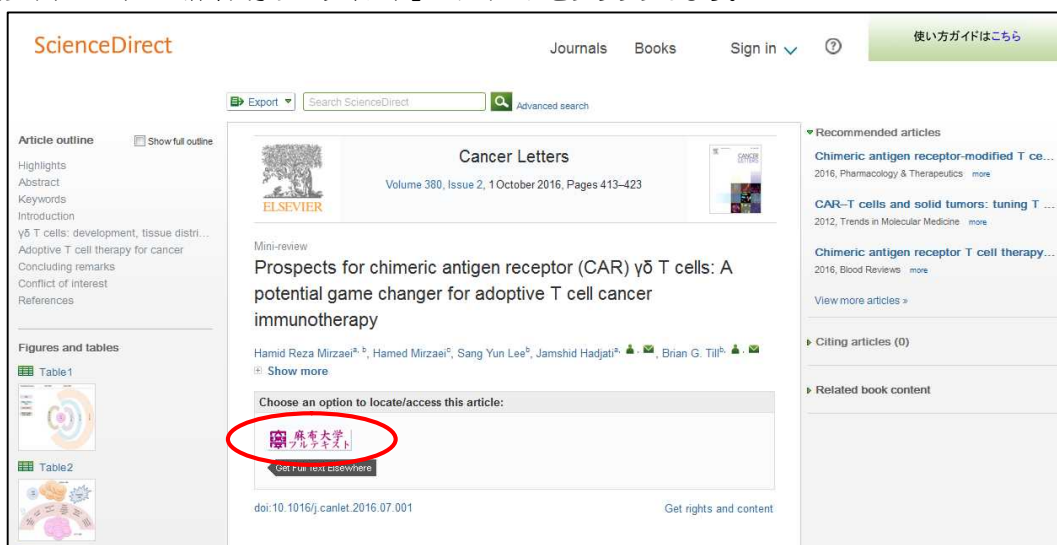 ScienceDirect
Journals
Books
Sign in
?
使い方ガイドはこちら
Export
Search ScienceDirect
Advanced search
Article outline
Show full outline
Highlights
Abstract
Keywords
Introduction
γδ T cells: development, tissue distri...
Adoptive T cell therapy for cancer
Concluding remarks
Conflict of interest
References
Figures and tables
Table1
Table2
ELSEVIER
Cancer Letters
Volume 380, Issue 2, 1 October 2016, Pages 413–423
CANCER
Mini-review
Prospects for chimeric antigen receptor (CAR) γδ T cells: A
potential game changer for adoptive T cell cancer
immunotherapy
Hamid Reza Mirzaei a, b, Hamed Mirzaei c, Sang Yun Lee b, Jamshid Hadjati a, Brian G. Till b,
Show more
Choose an option to locate/access this article:
麻布大学
フルテキスト
Get Full Text Elsewhere
doi:10.1016/j.canlet.2016.07.001
Get rights and content
Recommended articles
Chimeric antigen receptor-modified T ce...
2016, Pharmacology & Therapeutics more
CAR–T cells and solid tumors: tuning T ...
2012, Trends in Molecular Medicine more
Chimeric antigen receptor T cell therapy...
2016, Blood Reviews more
View more articles »
Citing articles (0)
Related book content